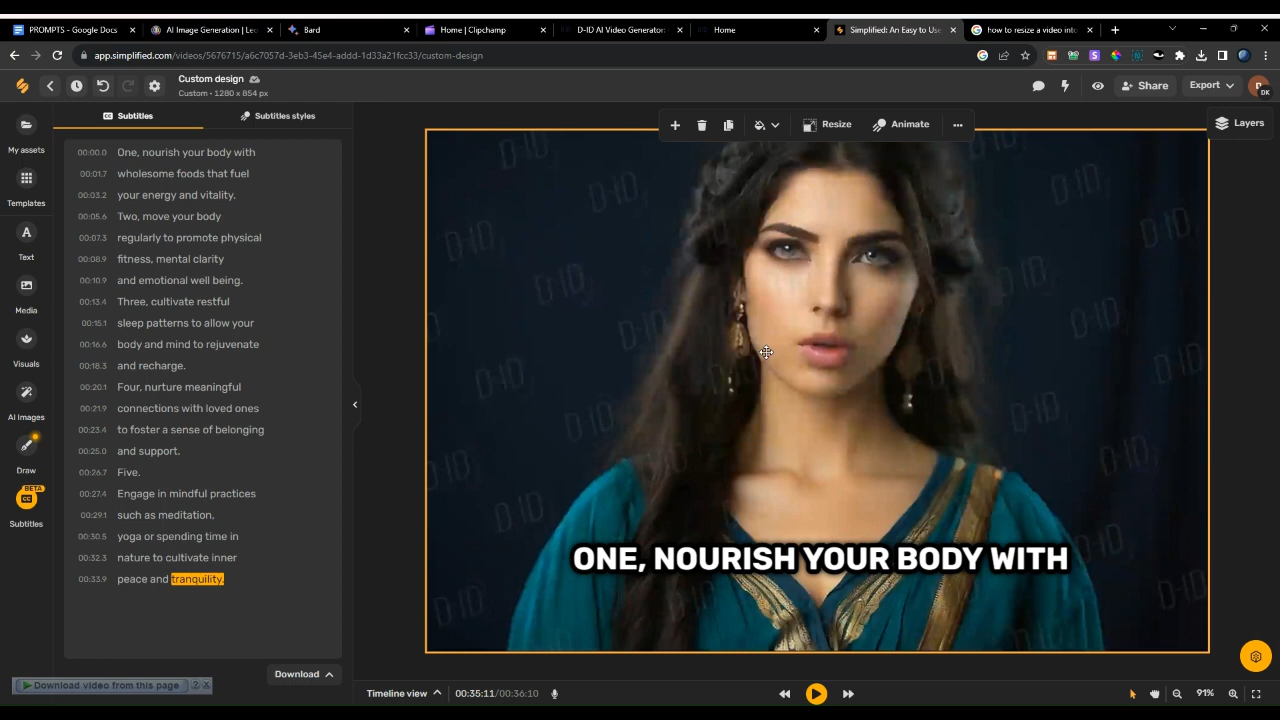 PROMPTS - Google Docs
AI Image Generation | Leo
Bard
Home | Clipchamp
D-ID AI Video Generator
Home
Simplified: An Easy to Use
how to resize a video into
app.simplified.com/videos/5676715/a6c7057d-3eb3-45e4-addd-1d33a21fcc33/custom-design
Custom design
Custom • 1280 x 854 px
Share
Export
DK
My assets
Templates
Text
Media
Visuals
AI Images
Draw
BETA
CC
Subtitles
CC Subtitles
Subtitles styles
00:00.0 One, nourish your body with
00:01.7 wholesome foods that fuel
00:03.2 your energy and vitality.
00:05.6 Two, move your body
00:07.3 regularly to promote physical
00:08.9 fitness, mental clarity
00:10.9 and emotional well being.
00:13.4 Three, cultivate restful
00:15.1 sleep patterns to allow your
00:16.6 body and mind to rejuvenate
00:18.3 and recharge.
00:20.1 Four, nurture meaningful
00:21.9 connections with loved ones
00:23.4 to foster a sense of belonging
00:25.0 and support.
00:26.7 Five.
00:27.4 Engage in mindful practices
00:29.1 such as meditation,
00:30.5 yoga or spending time in
00:32.3 nature to cultivate inner
00:33.9 peace and tranquility.
Download
Download video from this page ? X
Resize
Animate
Layers
D-ID
ONE, NOURISH YOUR BODY WITH
Timeline view
00:35:11/00:36:10
91%